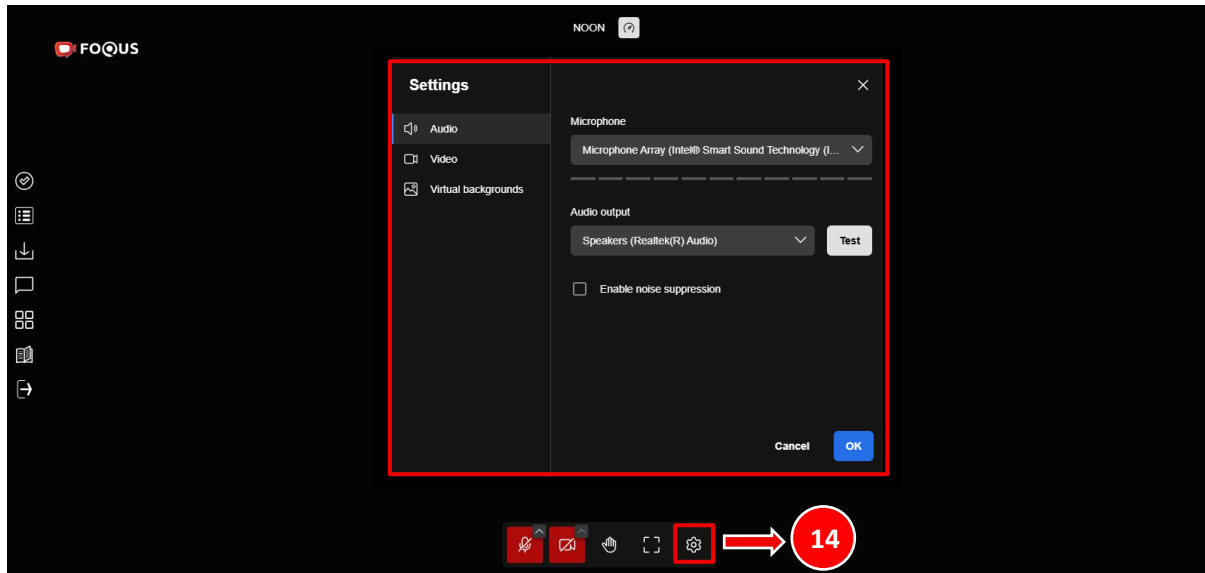 NOON
FOQUS
Settings
Audio
Video
Virtual backgrounds
Microphone
Microphone Array (Intel® Smart Sound Technology (I...
Audio output
Speakers (Realtek(R) Audio)
Test
Enable noise suppression
Cancel
OK
14